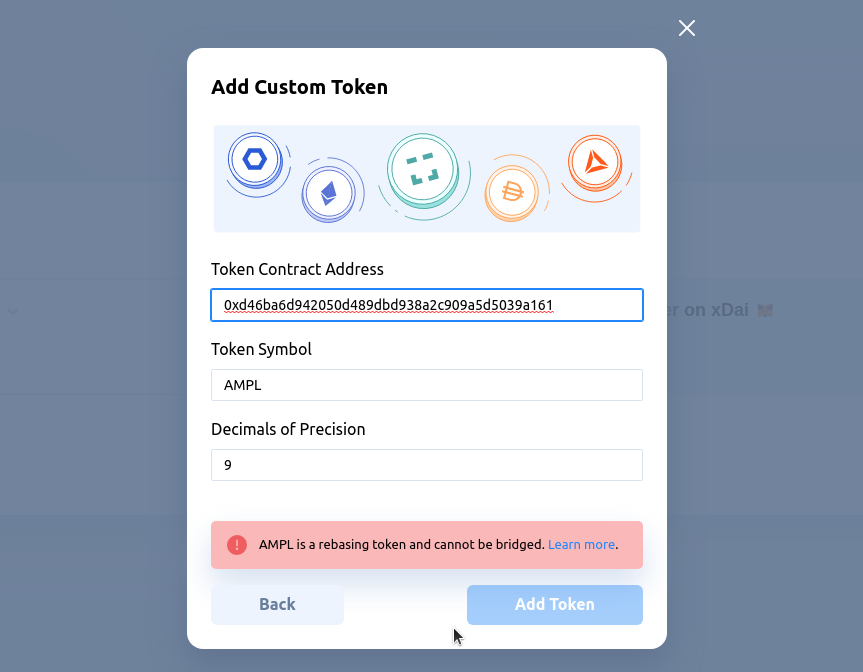 Add Custom Token
Token Contract Address
0xd46ba6d942050d489dbd938a2c909a5d5039a161
er on xDai
Token Symbol
AMPL
Decimals of Precision
9
AMPL is a rebasing token and cannot be bridged. Learn more.
Back
Add Token